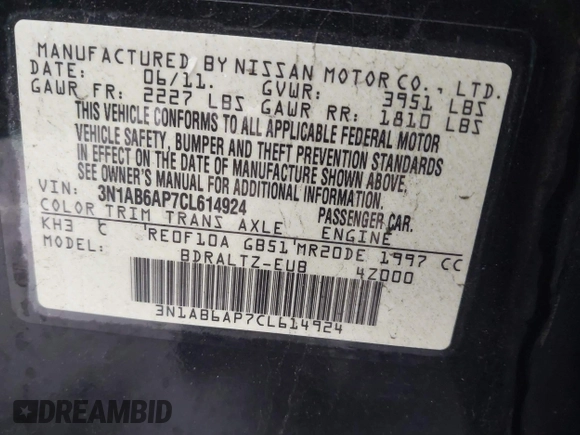 MANUFACTURED BY NISSAN MOTOR CO., LTD.
DATE: 06/11. GVWR: 3951 LBS
GAWR FR: 2227 LBS GAWR RR: 1810 LBS
THIS VEHICLE CONFORMS TO ALL APPLICABLE FEDERAL MOTOR
VEHICLE SAFETY, BUMPER AND THEFT PREVENTION STANDARDS
IN EFFECT ON THE DATE OF MANUFACTURE SHOWN ABOVE.
SEE OWNER'S MANUAL FOR ADDITIONAL INFORMATION.
VIN: 3N1AB6AP7CL614924 PASSENGER CAR.
COLOR TRIM TRANS AXLE ENGINE
KH3 C RE0F10A GB51 MR20DE 1997 CC
MODEL: BDRALTZ-EUB 4Z000
3N1AB6AP7CL614924
DREAMBID